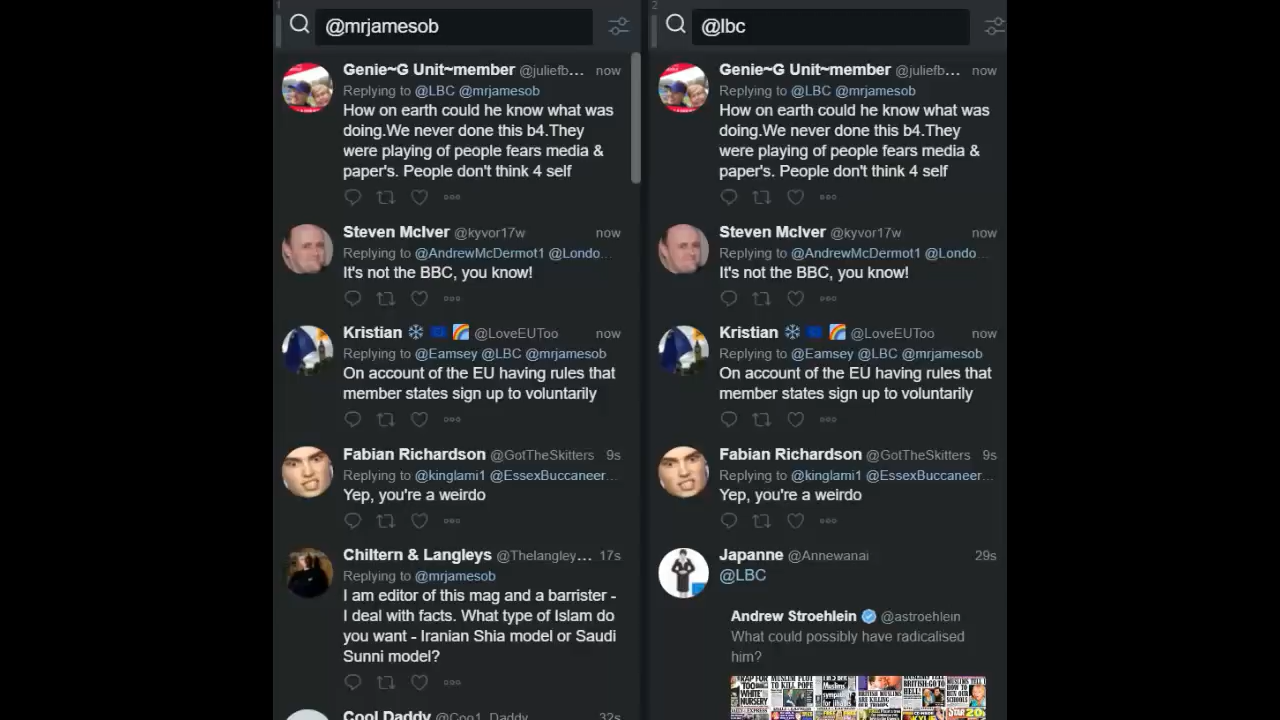 1
@mrjamesob
Genie~G Unit~member @juliefb... now
Replying to @LBC @mrjamesob
How on earth could he know what was
doing.We never done this b4.They
were playing of people fears media &
paper's. People don't think 4 self
Steven McIver @kyvor17w now
Replying to @AndrewMcDermot1 @Londo...
It's not the BBC, you know!
Kristian ❄️ 🇪🇺 🌈 @LoveEUToo now
Replying to @Eamsey @LBC @mrjamesob
On account of the EU having rules that
member states sign up to voluntarily
Fabian Richardson @GotTheSkitters 9s
Replying to @kinglami1 @EssexBuccaneer...
Yep, you're a weirdo
Chiltern & Langleys @Thelangley... 17s
Replying to @mrjamesob
I am editor of this mag and a barrister -
I deal with facts. What type of Islam do
you want - Iranian Shia model or Saudi
Sunni model?
Cool Daddy @Coo1_Daddy 32s
2
@lbc
Genie~G Unit~member @juliefb... now
Replying to @LBC @mrjamesob
How on earth could he know what was
doing.We never done this b4.They
were playing of people fears media &
paper's. People don't think 4 self
Steven McIver @kyvor17w now
Replying to @AndrewMcDermot1 @Londo...
It's not the BBC, you know!
Kristian ❄️ 🇪🇺 🌈 @LoveEUToo now
Replying to @Eamsey @LBC @mrjamesob
On account of the EU having rules that
member states sign up to voluntarily
Fabian Richardson @GotTheSkitters 9s
Replying to @kinglami1 @EssexBuccaneer...
Yep, you're a weirdo
Japanne @Annewanai 29s
@LBC
Andrew Stroehlein @astroehlein
What could possibly have radicalised
him?